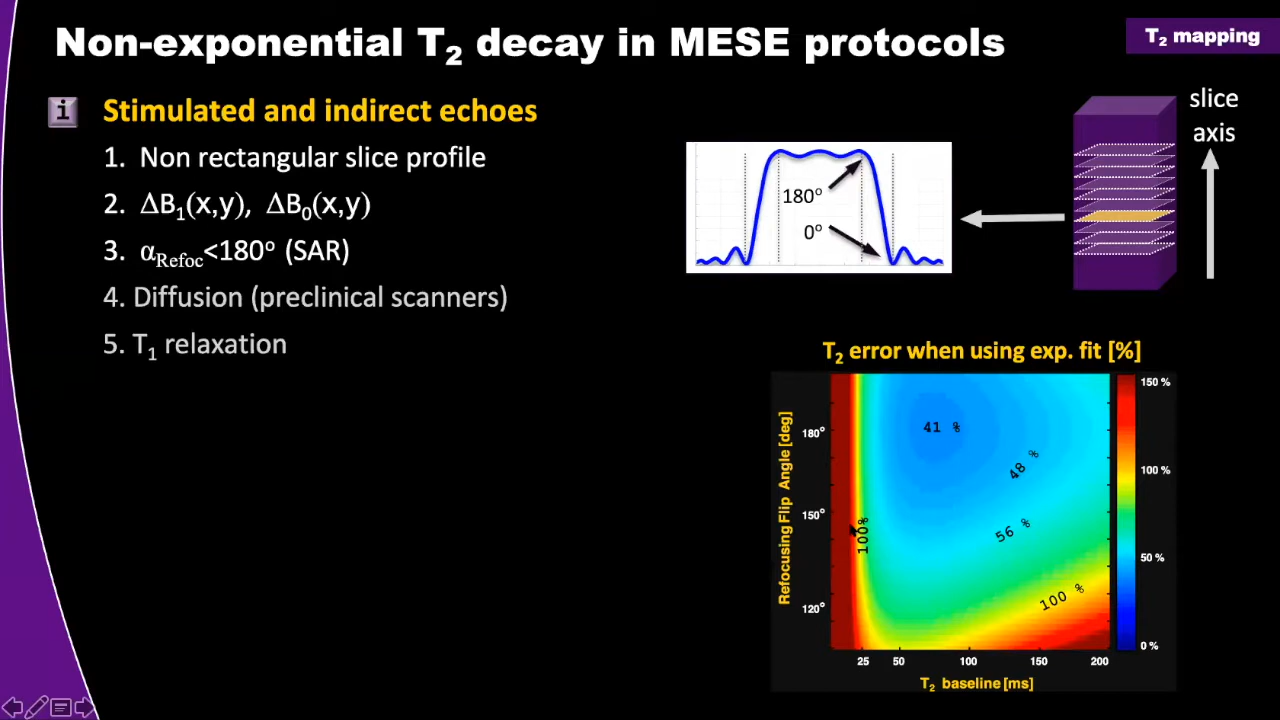 Non-exponential T₂ decay in MESE protocols
T₂ mapping
i
Stimulated and indirect echoes
1. Non rectangular slice profile
2. ΔB₁(x,y), ΔB₀(x,y)
3. α_Refoc<180° (SAR)
4. Diffusion (preclinical scanners)
5. T₁ relaxation
180°
0°
slice
axis
T₂ error when using exp. fit [%]
Refocusing Flip Angle [deg]
180°
150°
120°
41 %
48 %
56 %
100%
100 %
150 %
100 %
50 %
0 %
25 50 100 150 200
T₂ baseline [ms]